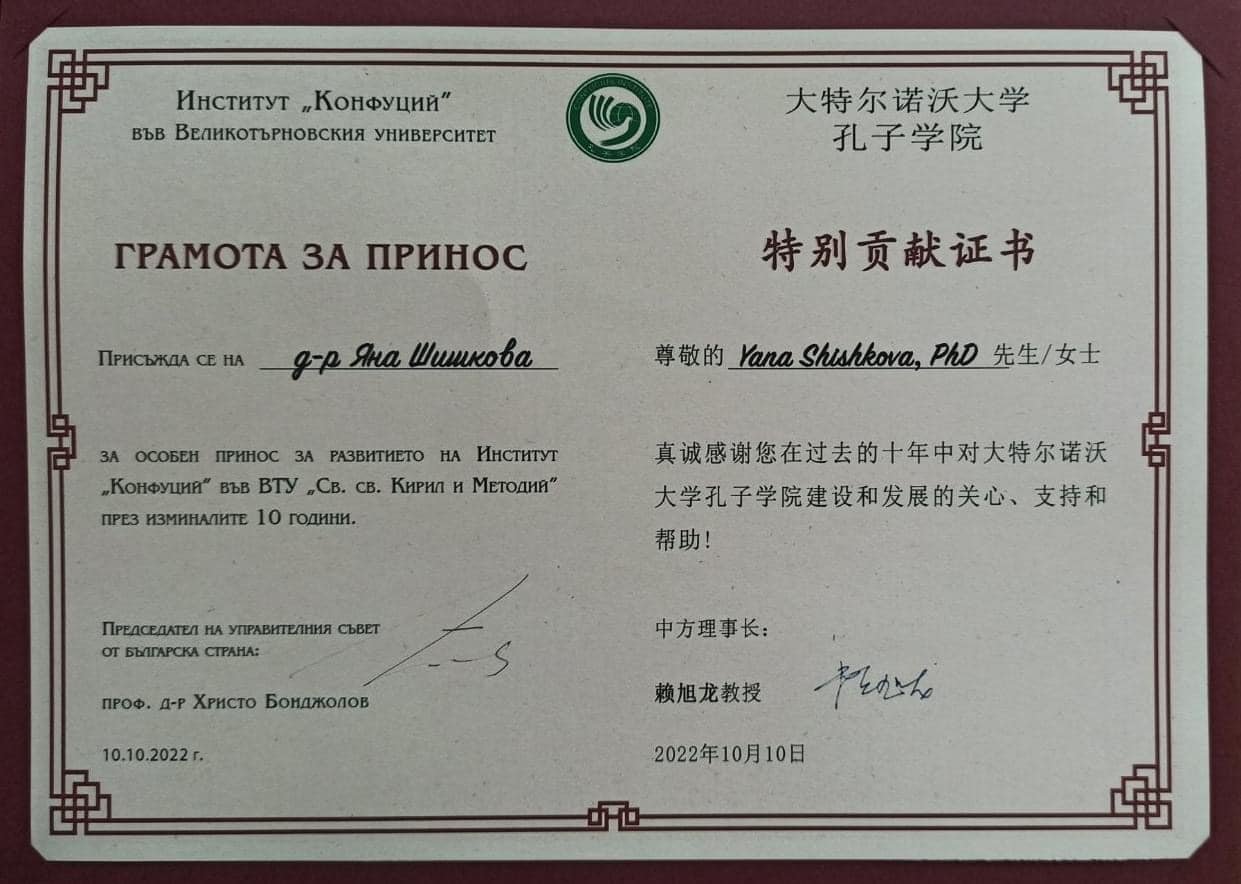 Институт „Конфуций“
във Великотърновския университет
ГРАМОТА ЗА ПРИНОС
Присъжда се на д-р Яна Шишкова
за особен принос за развитието на Институт
„Конфуций“ във ВТУ „Св. св. Кирил и Методий“
през изминалите 10 години.
Председател на управителния съвет
от българска страна:
проф. д-р Христо Бонджолов
10.10.2022 г.
大特尔诺沃大学
孔子学院
特别贡献证书
尊敬的 Yana Shishkova, PhD 先生/女士
真诚感谢您在过去的十年中对大特尔诺沃
大学孔子学院建设和发展的关心、支持和
帮助!
中方理事长:
赖旭龙教授
2022年10月10日